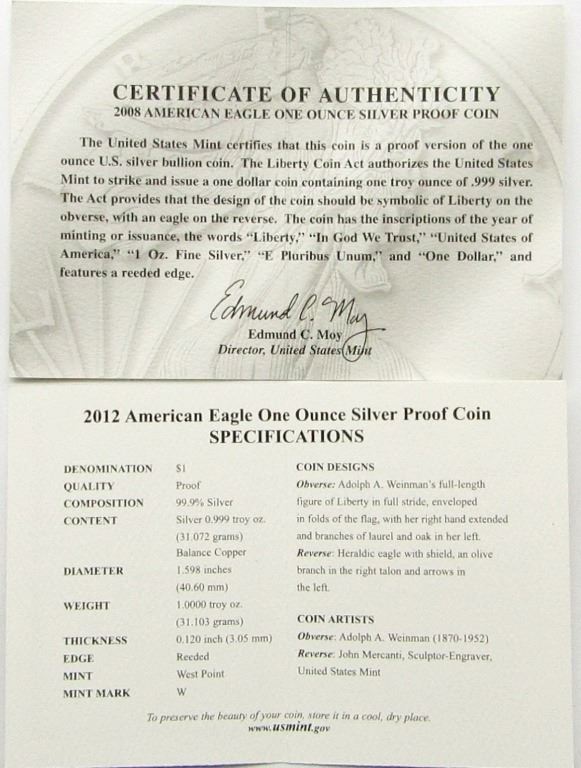 CERTIFICATE OF AUTHENTICITY
2008 AMERICAN EAGLE ONE OUNCE SILVER PROOF COIN
The United States Mint certifies that this coin is a proof version of the one
ounce U.S. silver bullion coin. The Liberty Coin Act authorizes the United States
Mint to strike and issue a one dollar coin containing one troy ounce of .999 silver.
The Act provides that the design of the coin should be symbolic of Liberty on the
obverse, with an eagle on the reverse. The coin has the inscriptions of the year of
minting or issuance, the words “Liberty,” “In God We Trust,” “United States of
America,” “1 Oz. Fine Silver,” “E Pluribus Unum,” and “One Dollar,” and
features a reeded edge.
Edmund C. Moy
Edmund C. Moy
Director, United States Mint
2012 American Eagle One Ounce Silver Proof Coin
SPECIFICATIONS
DENOMINATION $1
QUALITY Proof
COMPOSITION 99.9% Silver
CONTENT Silver 0.999 troy oz.
(31.072 grams)
Balance Copper
DIAMETER 1.598 inches
(40.60 mm)
WEIGHT 1.0000 troy oz.
(31.103 grams)
THICKNESS 0.120 inch (3.05 mm)
EDGE Reeded
MINT West Point
MINT MARK W
COIN DESIGNS
Obverse: Adolph A. Weinman's full-length
figure of Liberty in full stride, enveloped
in folds of the flag, with her right hand extended
and branches of laurel and oak in her left.
Reverse: Heraldic eagle with shield, an olive
branch in the right talon and arrows in
the left.
COIN ARTISTS
Obverse: Adolph A. Weinman (1870-1952)
Reverse: John Mercanti, Sculptor-Engraver,
United States Mint
To preserve the beauty of your coin, store it in a cool, dry place.
www.usmint.gov